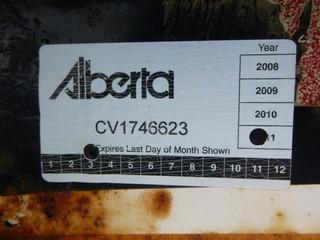 Alberta
Year
2008
2009
2010
CV1746623
Expires Last Day of Month Shown
1 2 3 4 5 6 7 8 9 10 11 12